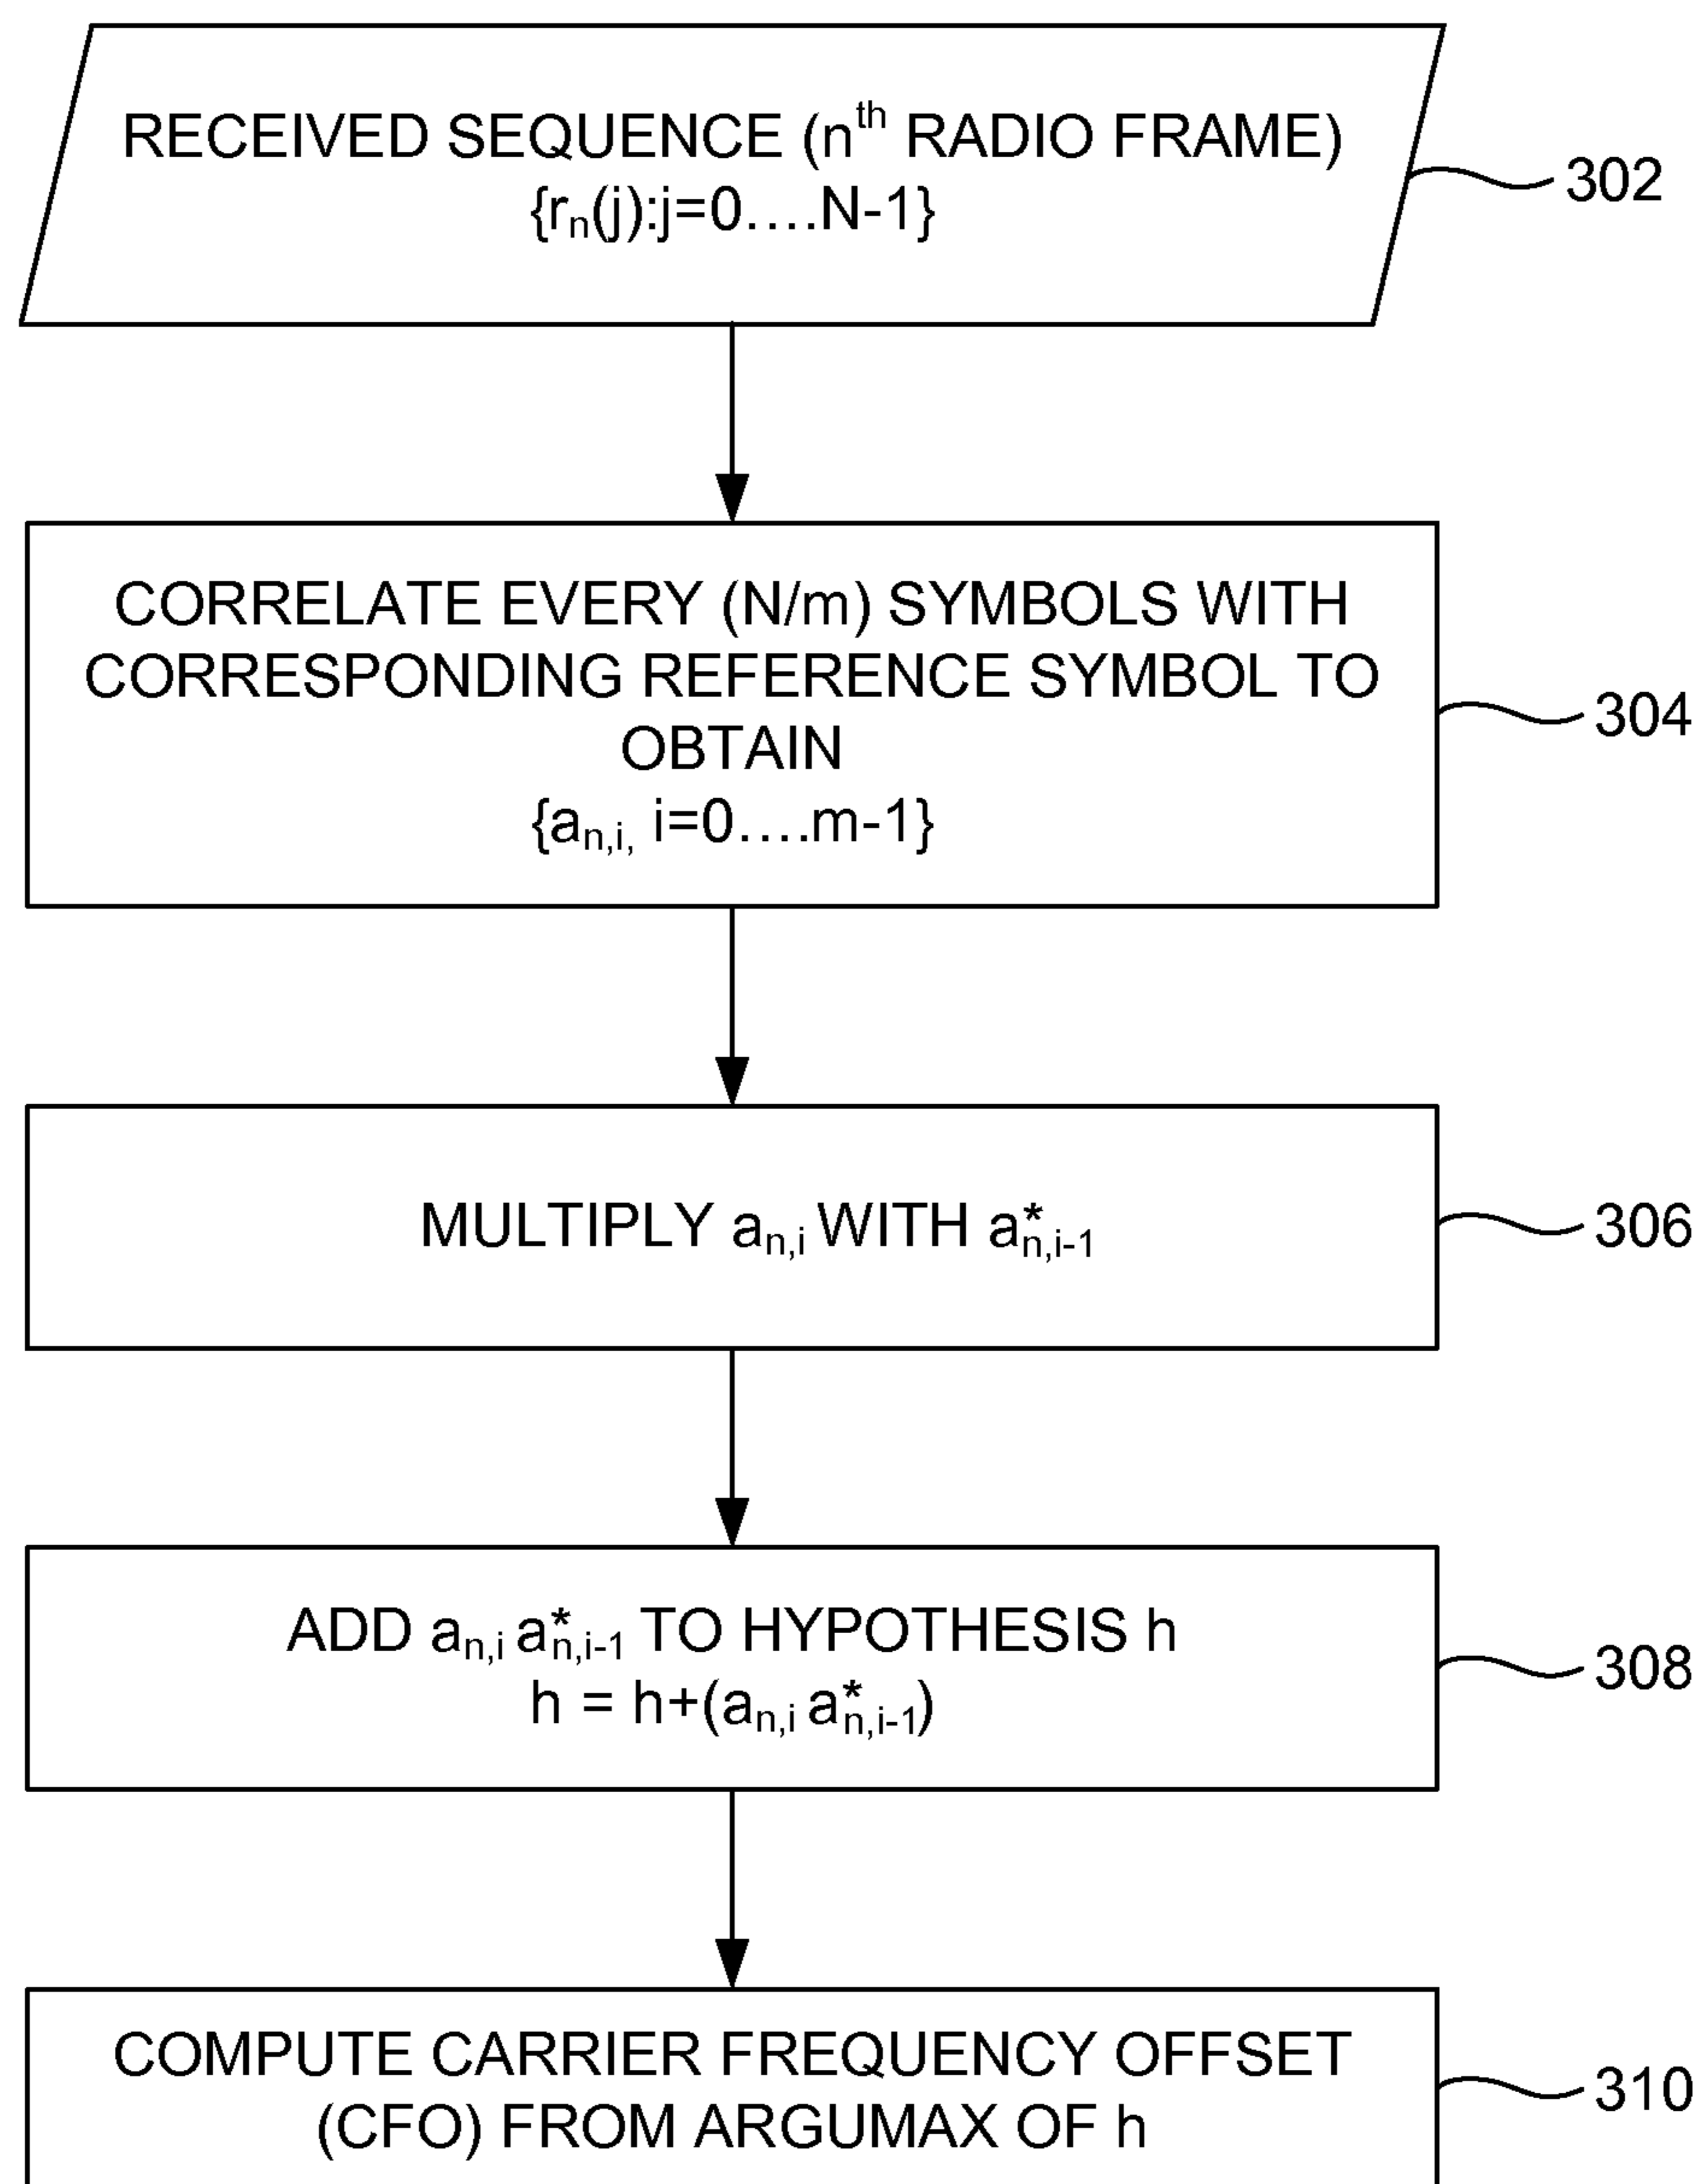 RECEIVED SEQUENCE (nth RADIO FRAME)
{rn(j):j=0....N-1}
302
CORRELATE EVERY (N/m) SYMBOLS WITH
CORRESPONDING REFERENCE SYMBOL TO
OBTAIN
{an,i, i=0....m-1}
304
MULTIPLY an,i WITH a*n,i-1
306
ADD an,i a*n,i-1 TO HYPOTHESIS h
h = h+(an,i a*n,i-1)
308
COMPUTE CARRIER FREQUENCY OFFSET
(CFO) FROM ARGUMAX OF h
310